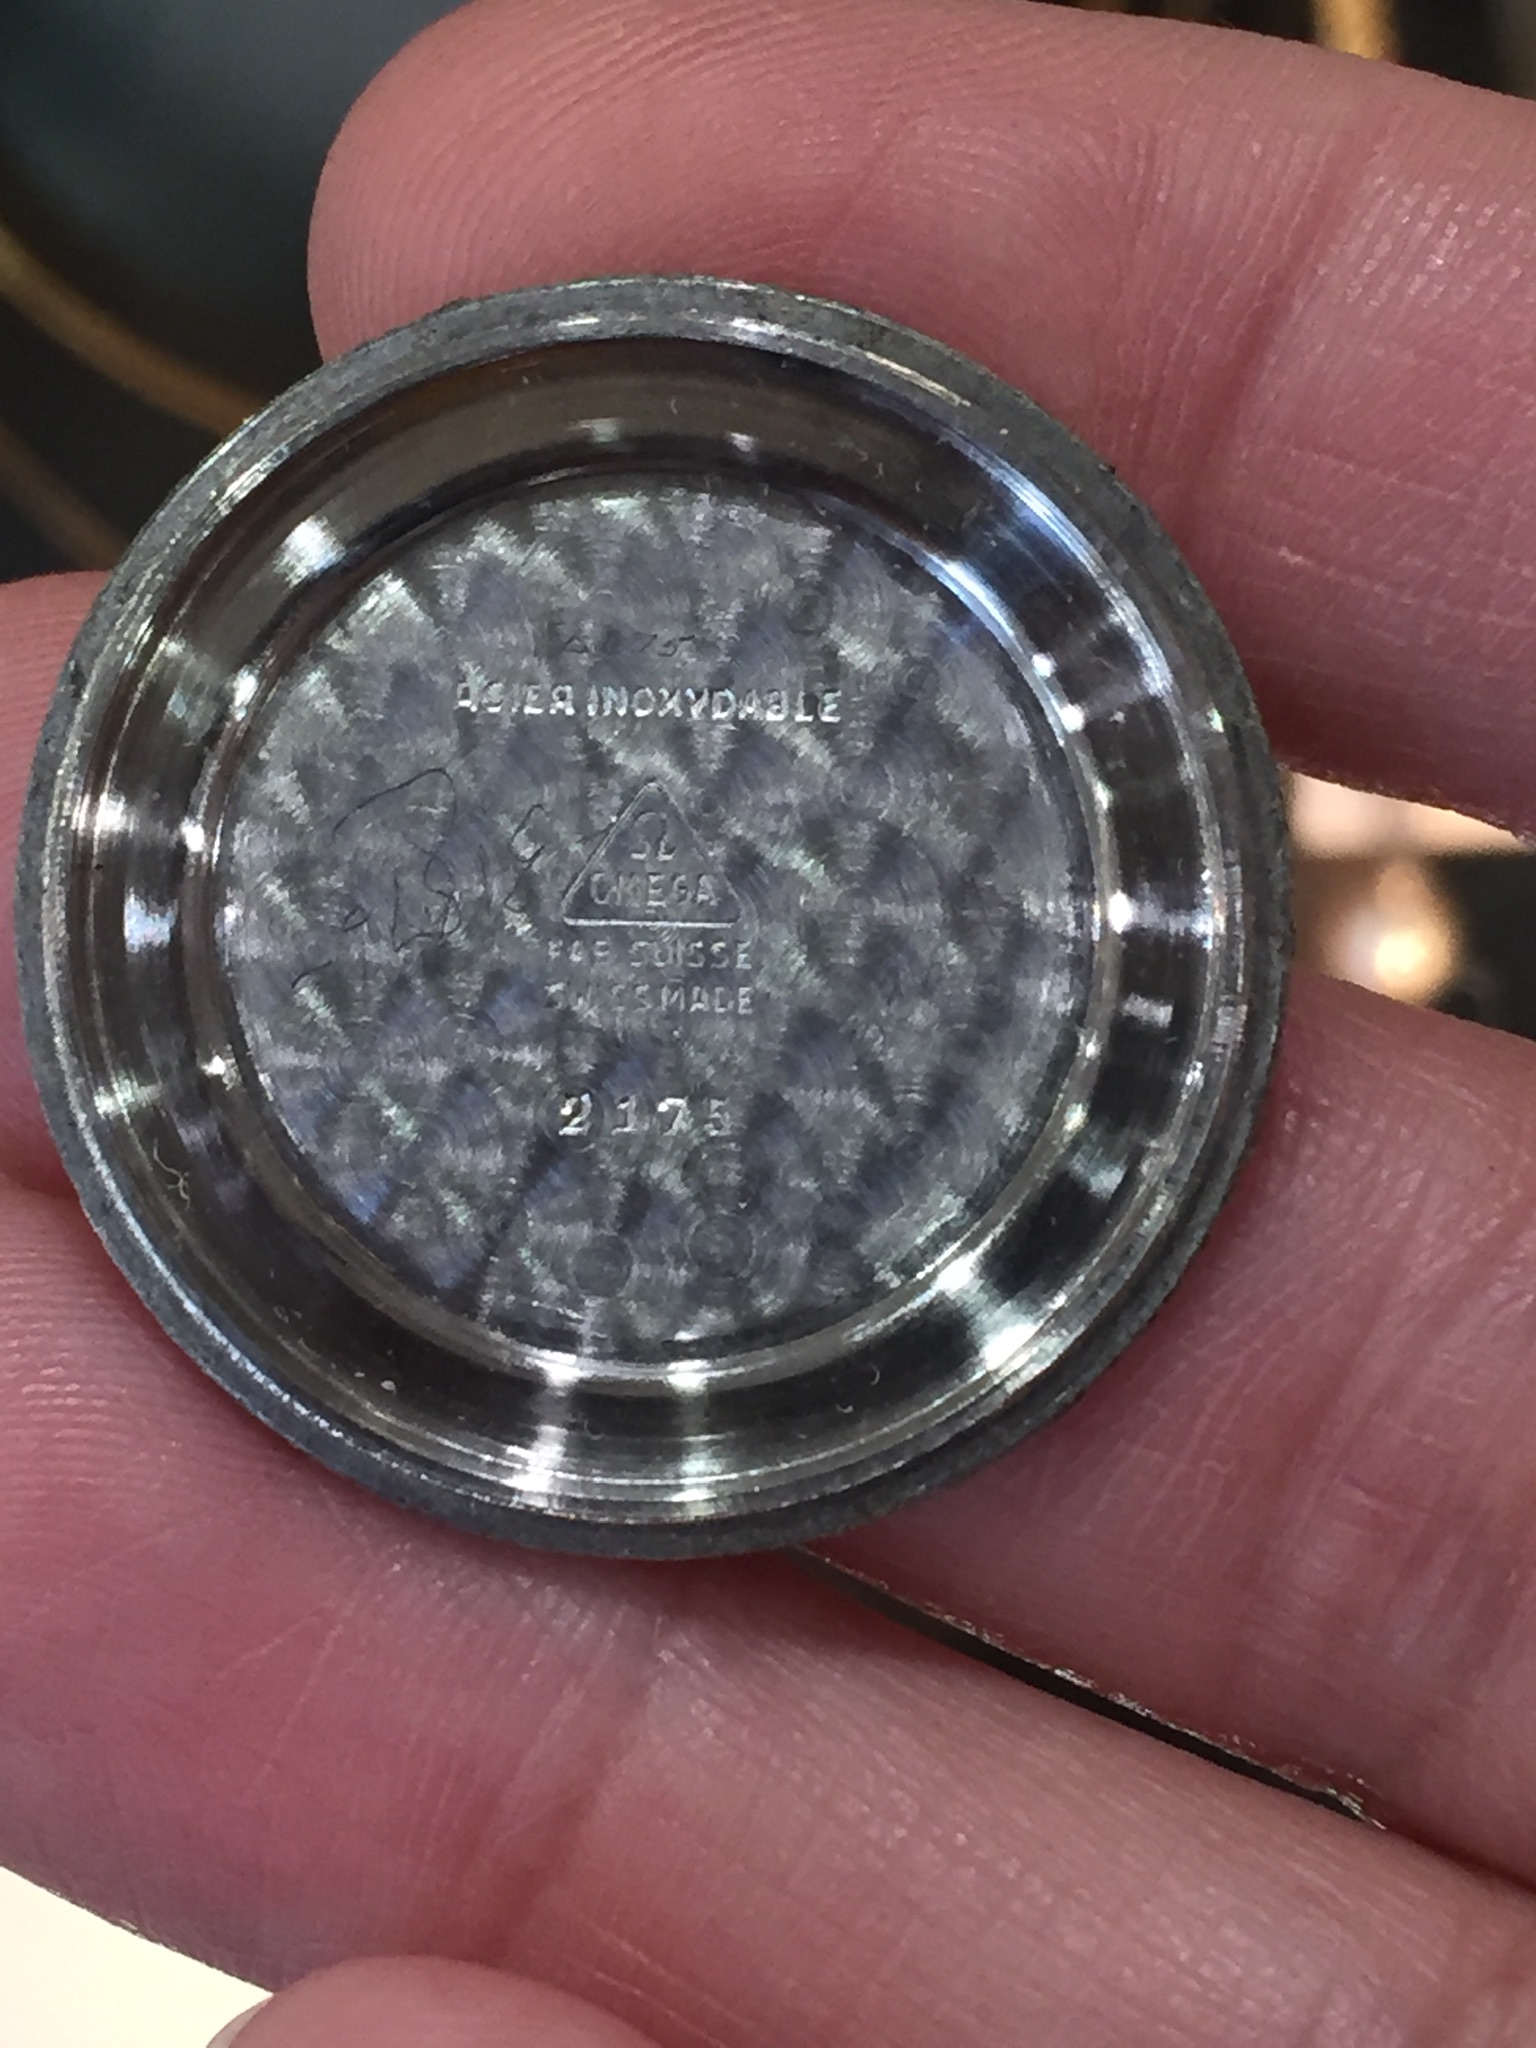 ACIER INOXYDABLE
Ω
OMEGA
FAB. SUISSE
SWISS MADE
2175